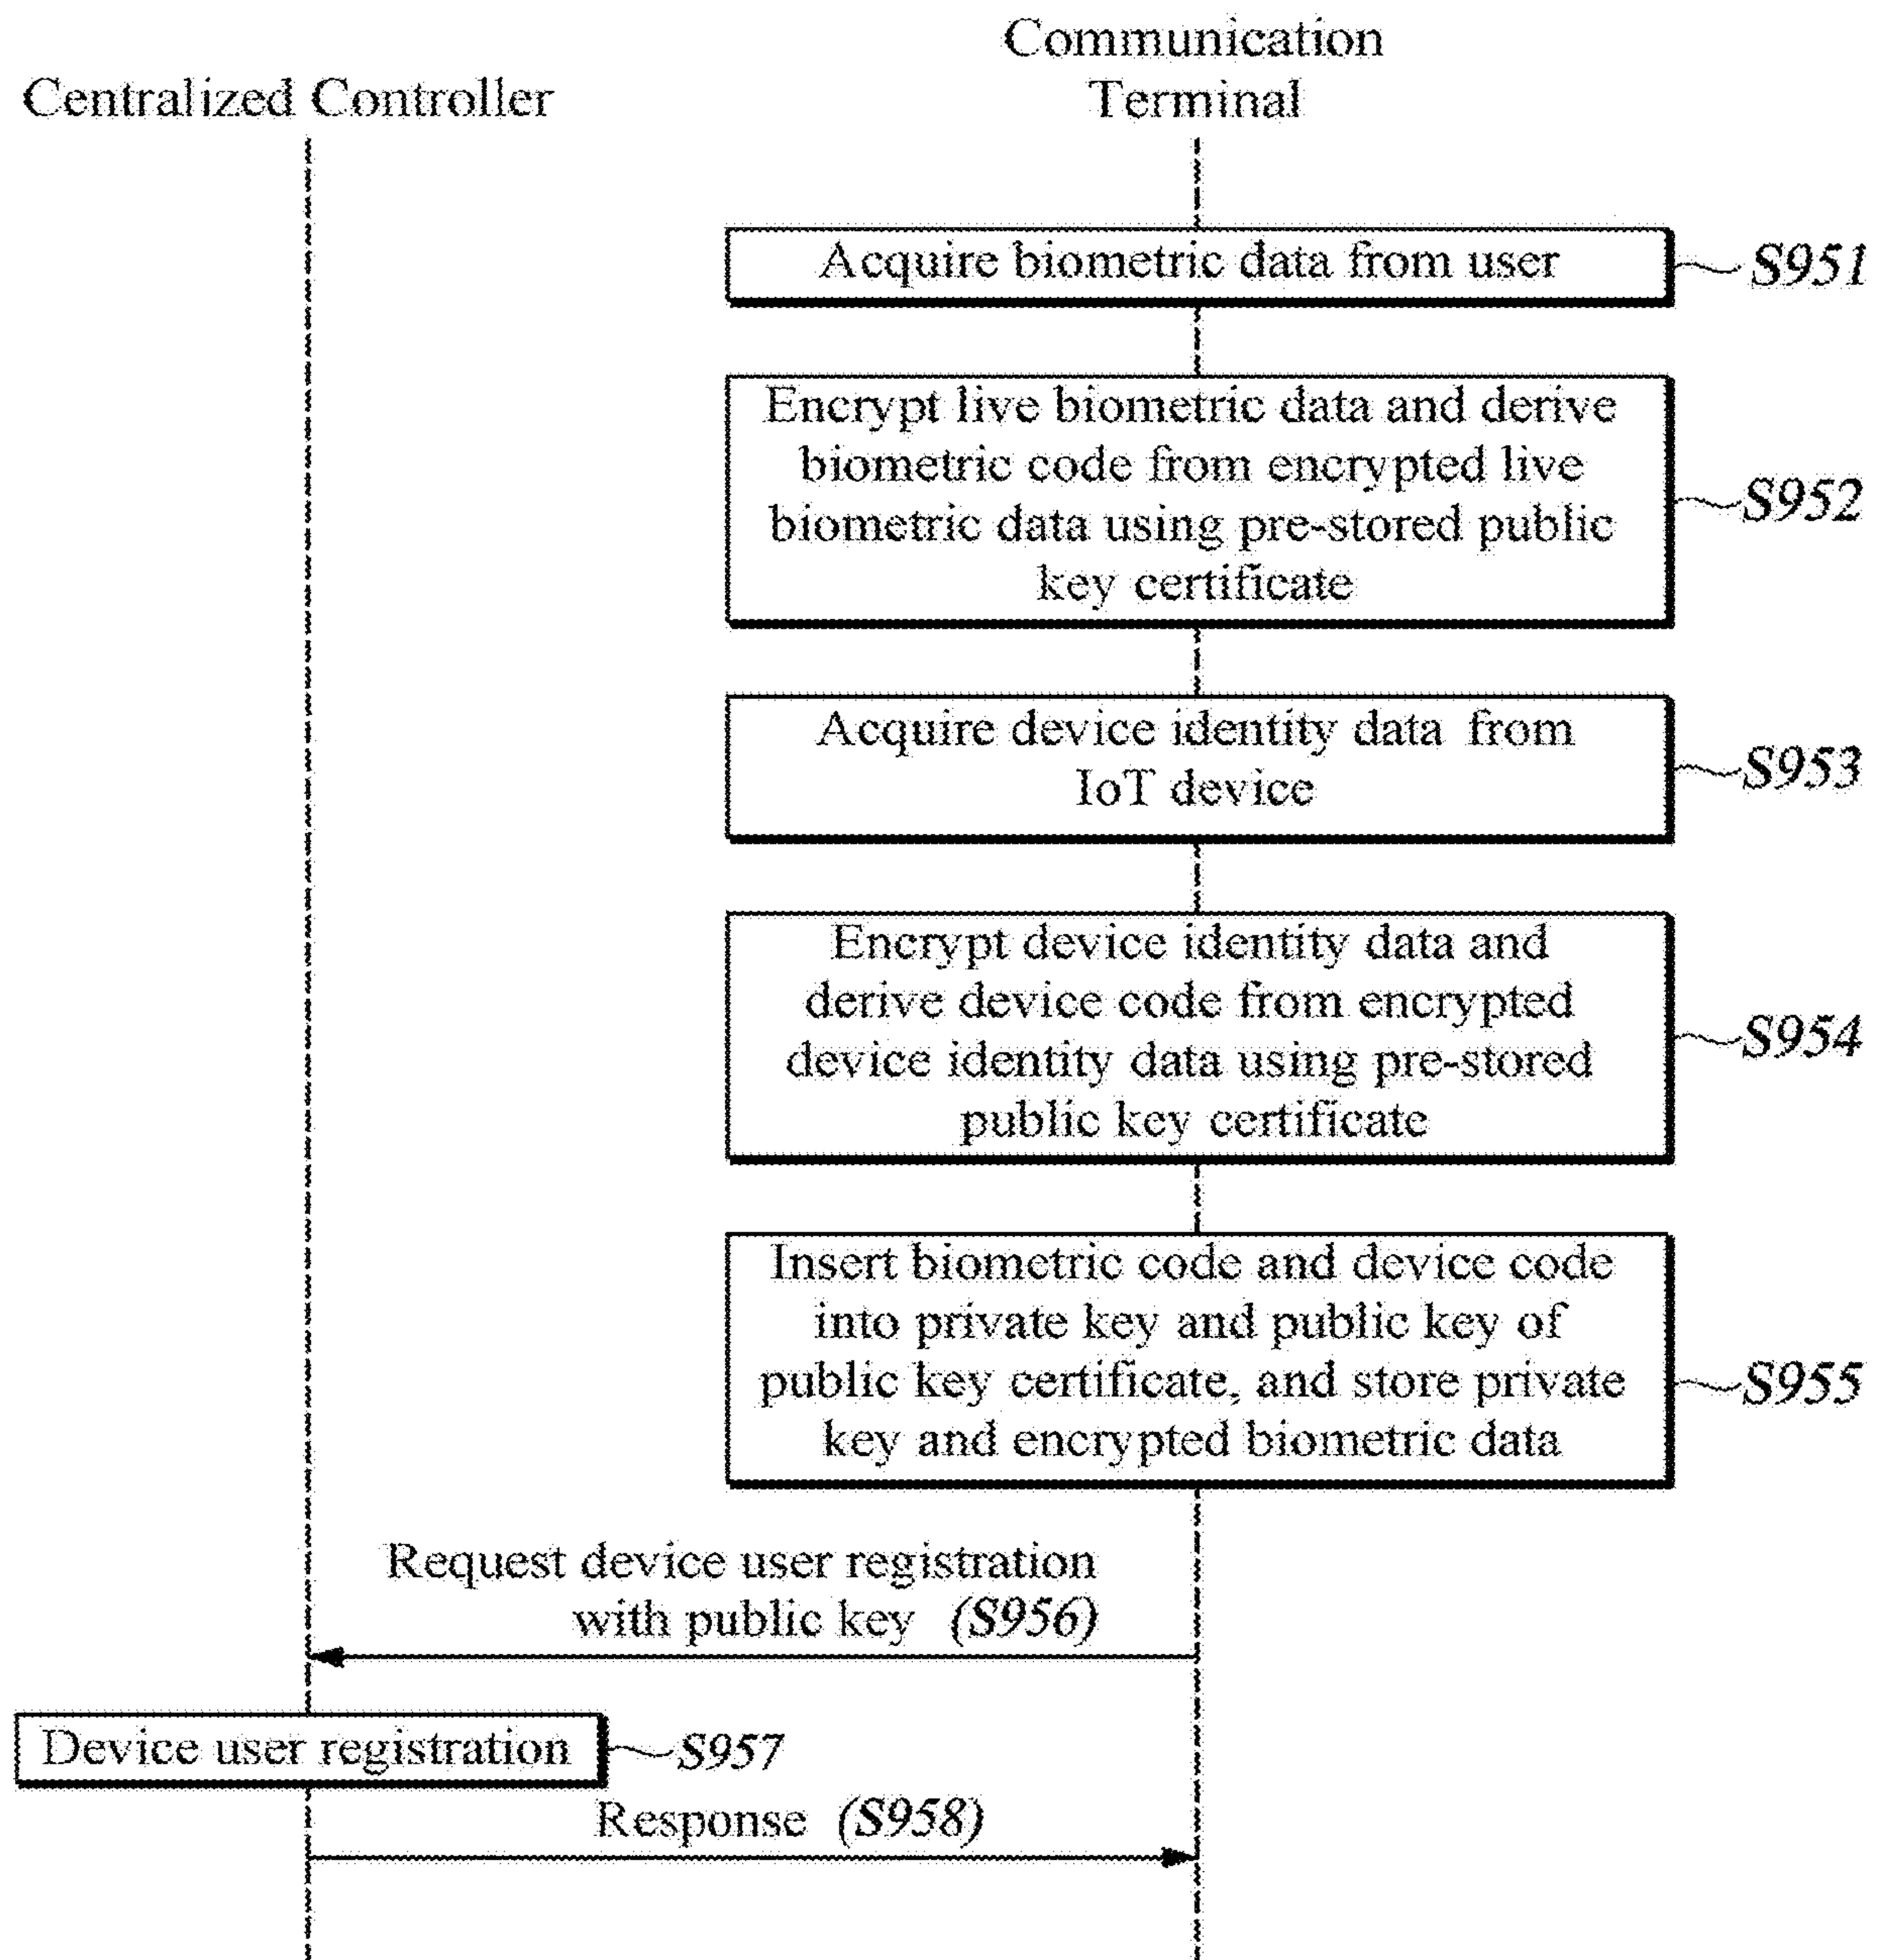 Centralized Controller
Communication
Terminal
Acquire biometric data from user
S951
Encrypt live biometric data and derive
biometric code from encrypted live
biometric data using pre-stored public
key certificate
S952
Acquire device identity data from
IoT device
S953
Encrypt device identity data and
derive device code from encrypted
device identity data using pre-stored
public key certificate
S954
Insert biometric code and device code
into private key and public key of
public key certificate, and store private
key and encrypted biometric data
S955
Request device user registration
with public key (S956)
Device user registration
S957
Response (S958)